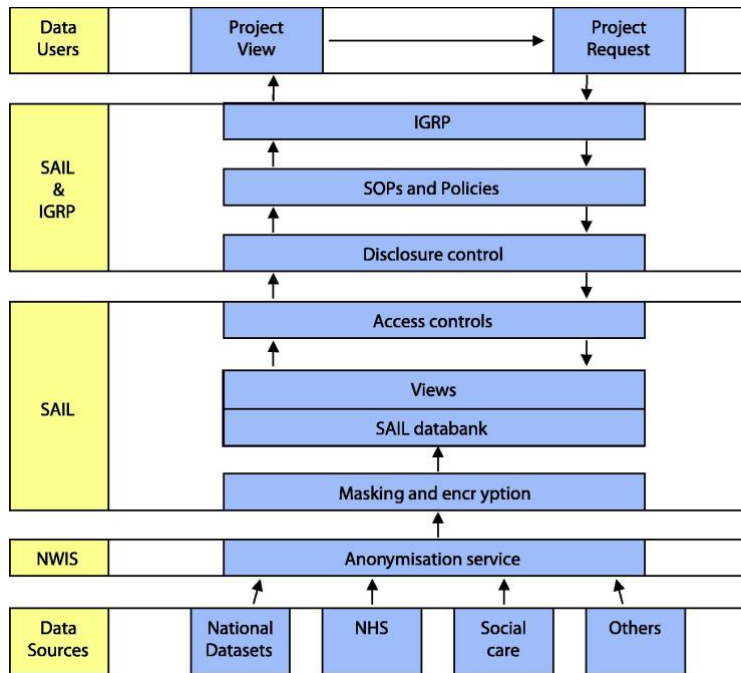 Data
Users
Project
View
Project
Request
SAIL
&
IGRP
IGRP
SOPs and Policies
Disclosure control
SAIL
Access controls
Views
SAIL databank
Masking and encr yption
NWIS
Anonymisation service
Data
Sources
National
Datasets
NHS
Social
care
Others